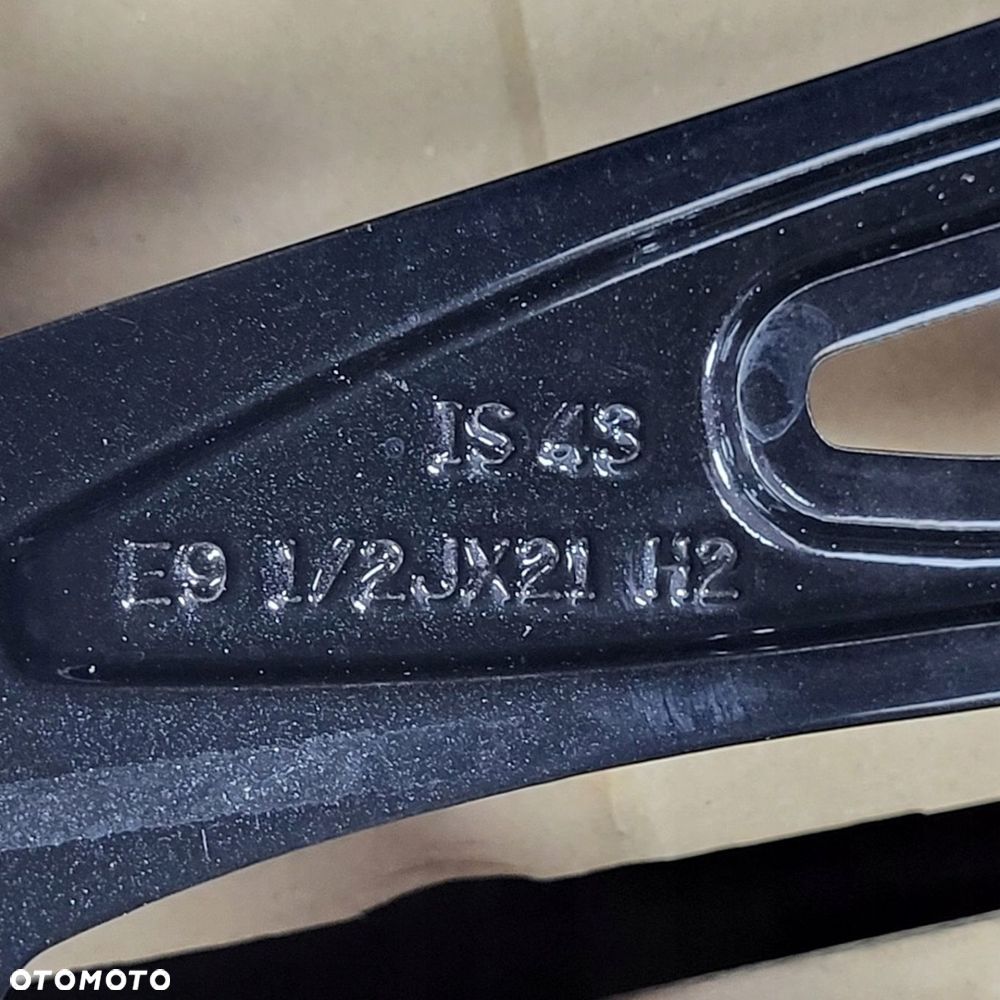 IS 43
E9 1/2JX21 H2
OTOMOTO